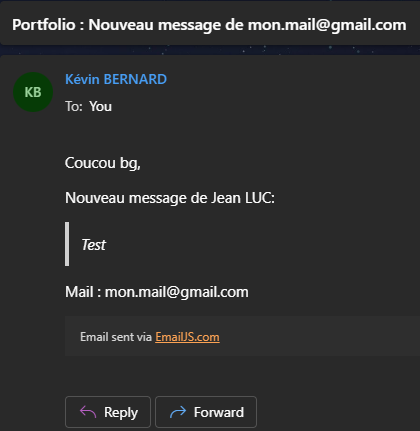 Portfolio : Nouveau message de mon.mail@gmail.com
KB
Kévin BERNARD
To: You
Coucou bg,
Nouveau message de Jean LUC:
Test
Mail : mon.mail@gmail.com
Email sent via EmailJS.com
Reply
Forward